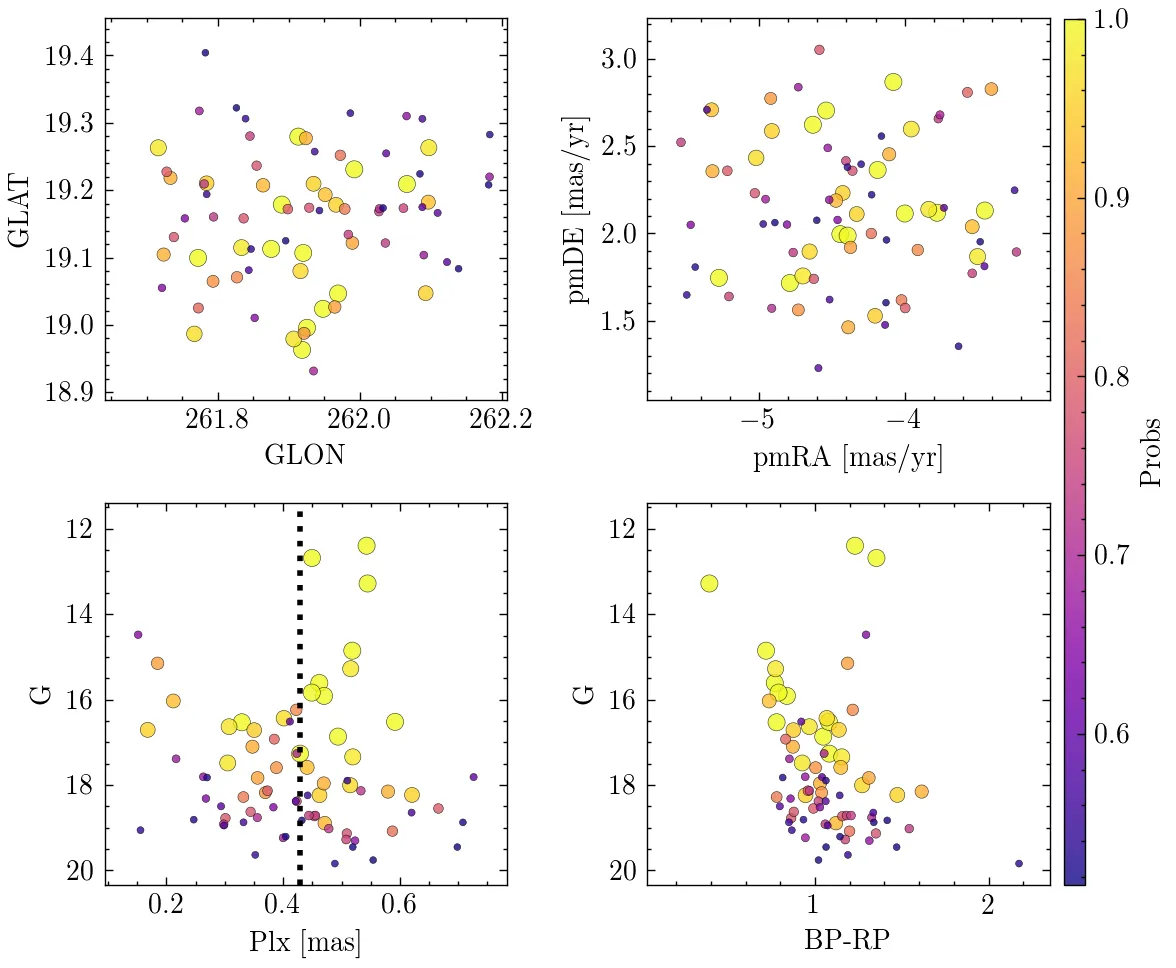 19.4
19.3
19.2
19.1
19.0
18.9
GLAT
261.8 262.0 262.2
GLON
3.0
2.5
2.0
1.5
pmDE [mas/yr]
−5 −4
pmRA [mas/yr]
1.0
0.9
0.8
0.7
0.6
Probs
12
14
16
18
20
G
0.2 0.4 0.6
Plx [mas]
12
14
16
18
20
G
1 2
BP-RP